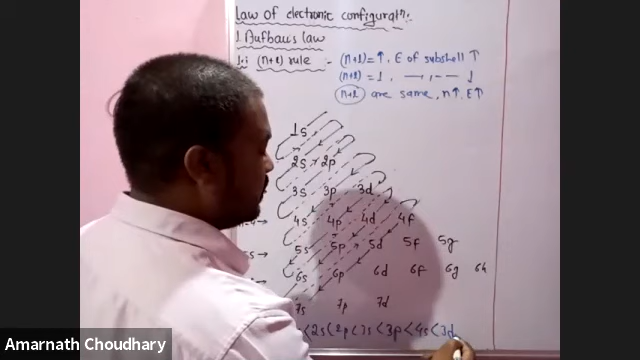 Law of electronic configuratn:
1. Aufbau's law
1.1 (n+l) rule :- (n+l) = ↑, E of subshell ↑
(n+l) = ↓, —— ,, —— ↓
(n+l) are same, n↑, E↑
1s
2s 2p
3s 3p 3d
4s 4p 4d 4f
5s 5p 5d 5f 5g
6s 6p 6d 6f 6g 6h
7s 7p 7d
< 2s < 2p < 3s < 3p < 4s < 3d
Amarnath Choudhary